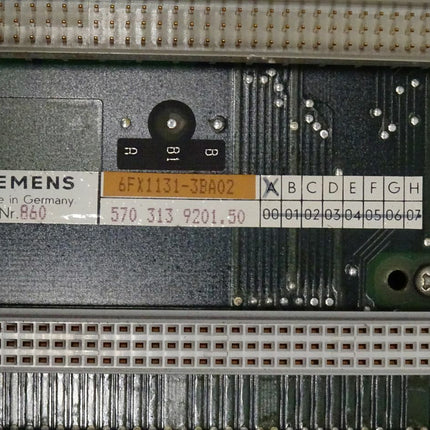 A B1 B
EMENS 6FX1131-3BA02 A B C D E F G H
e in Germany
Nr.860 570 313 9201.50 00 01 02 03 04 05 06 07